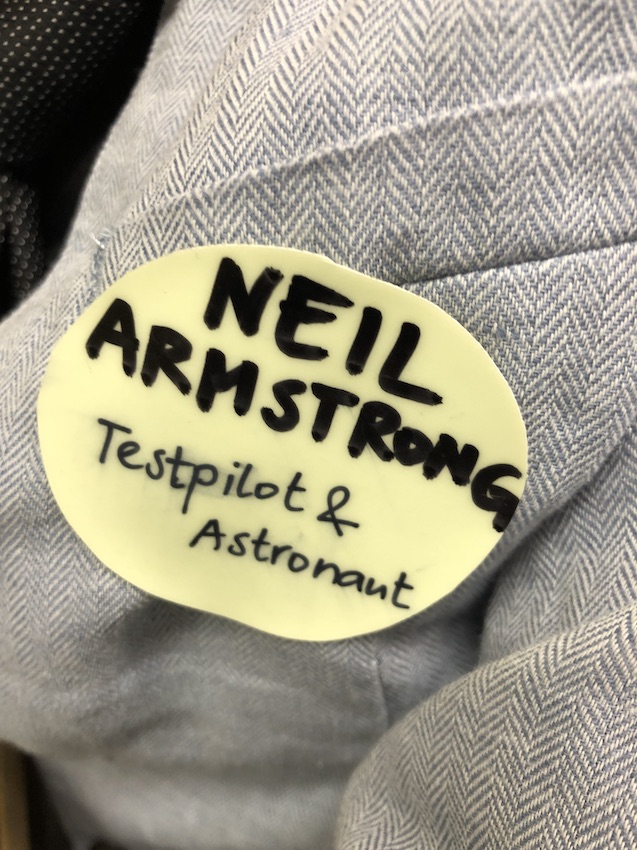 NEIL
ARMSTRONG
Testpilot &
Astronaut